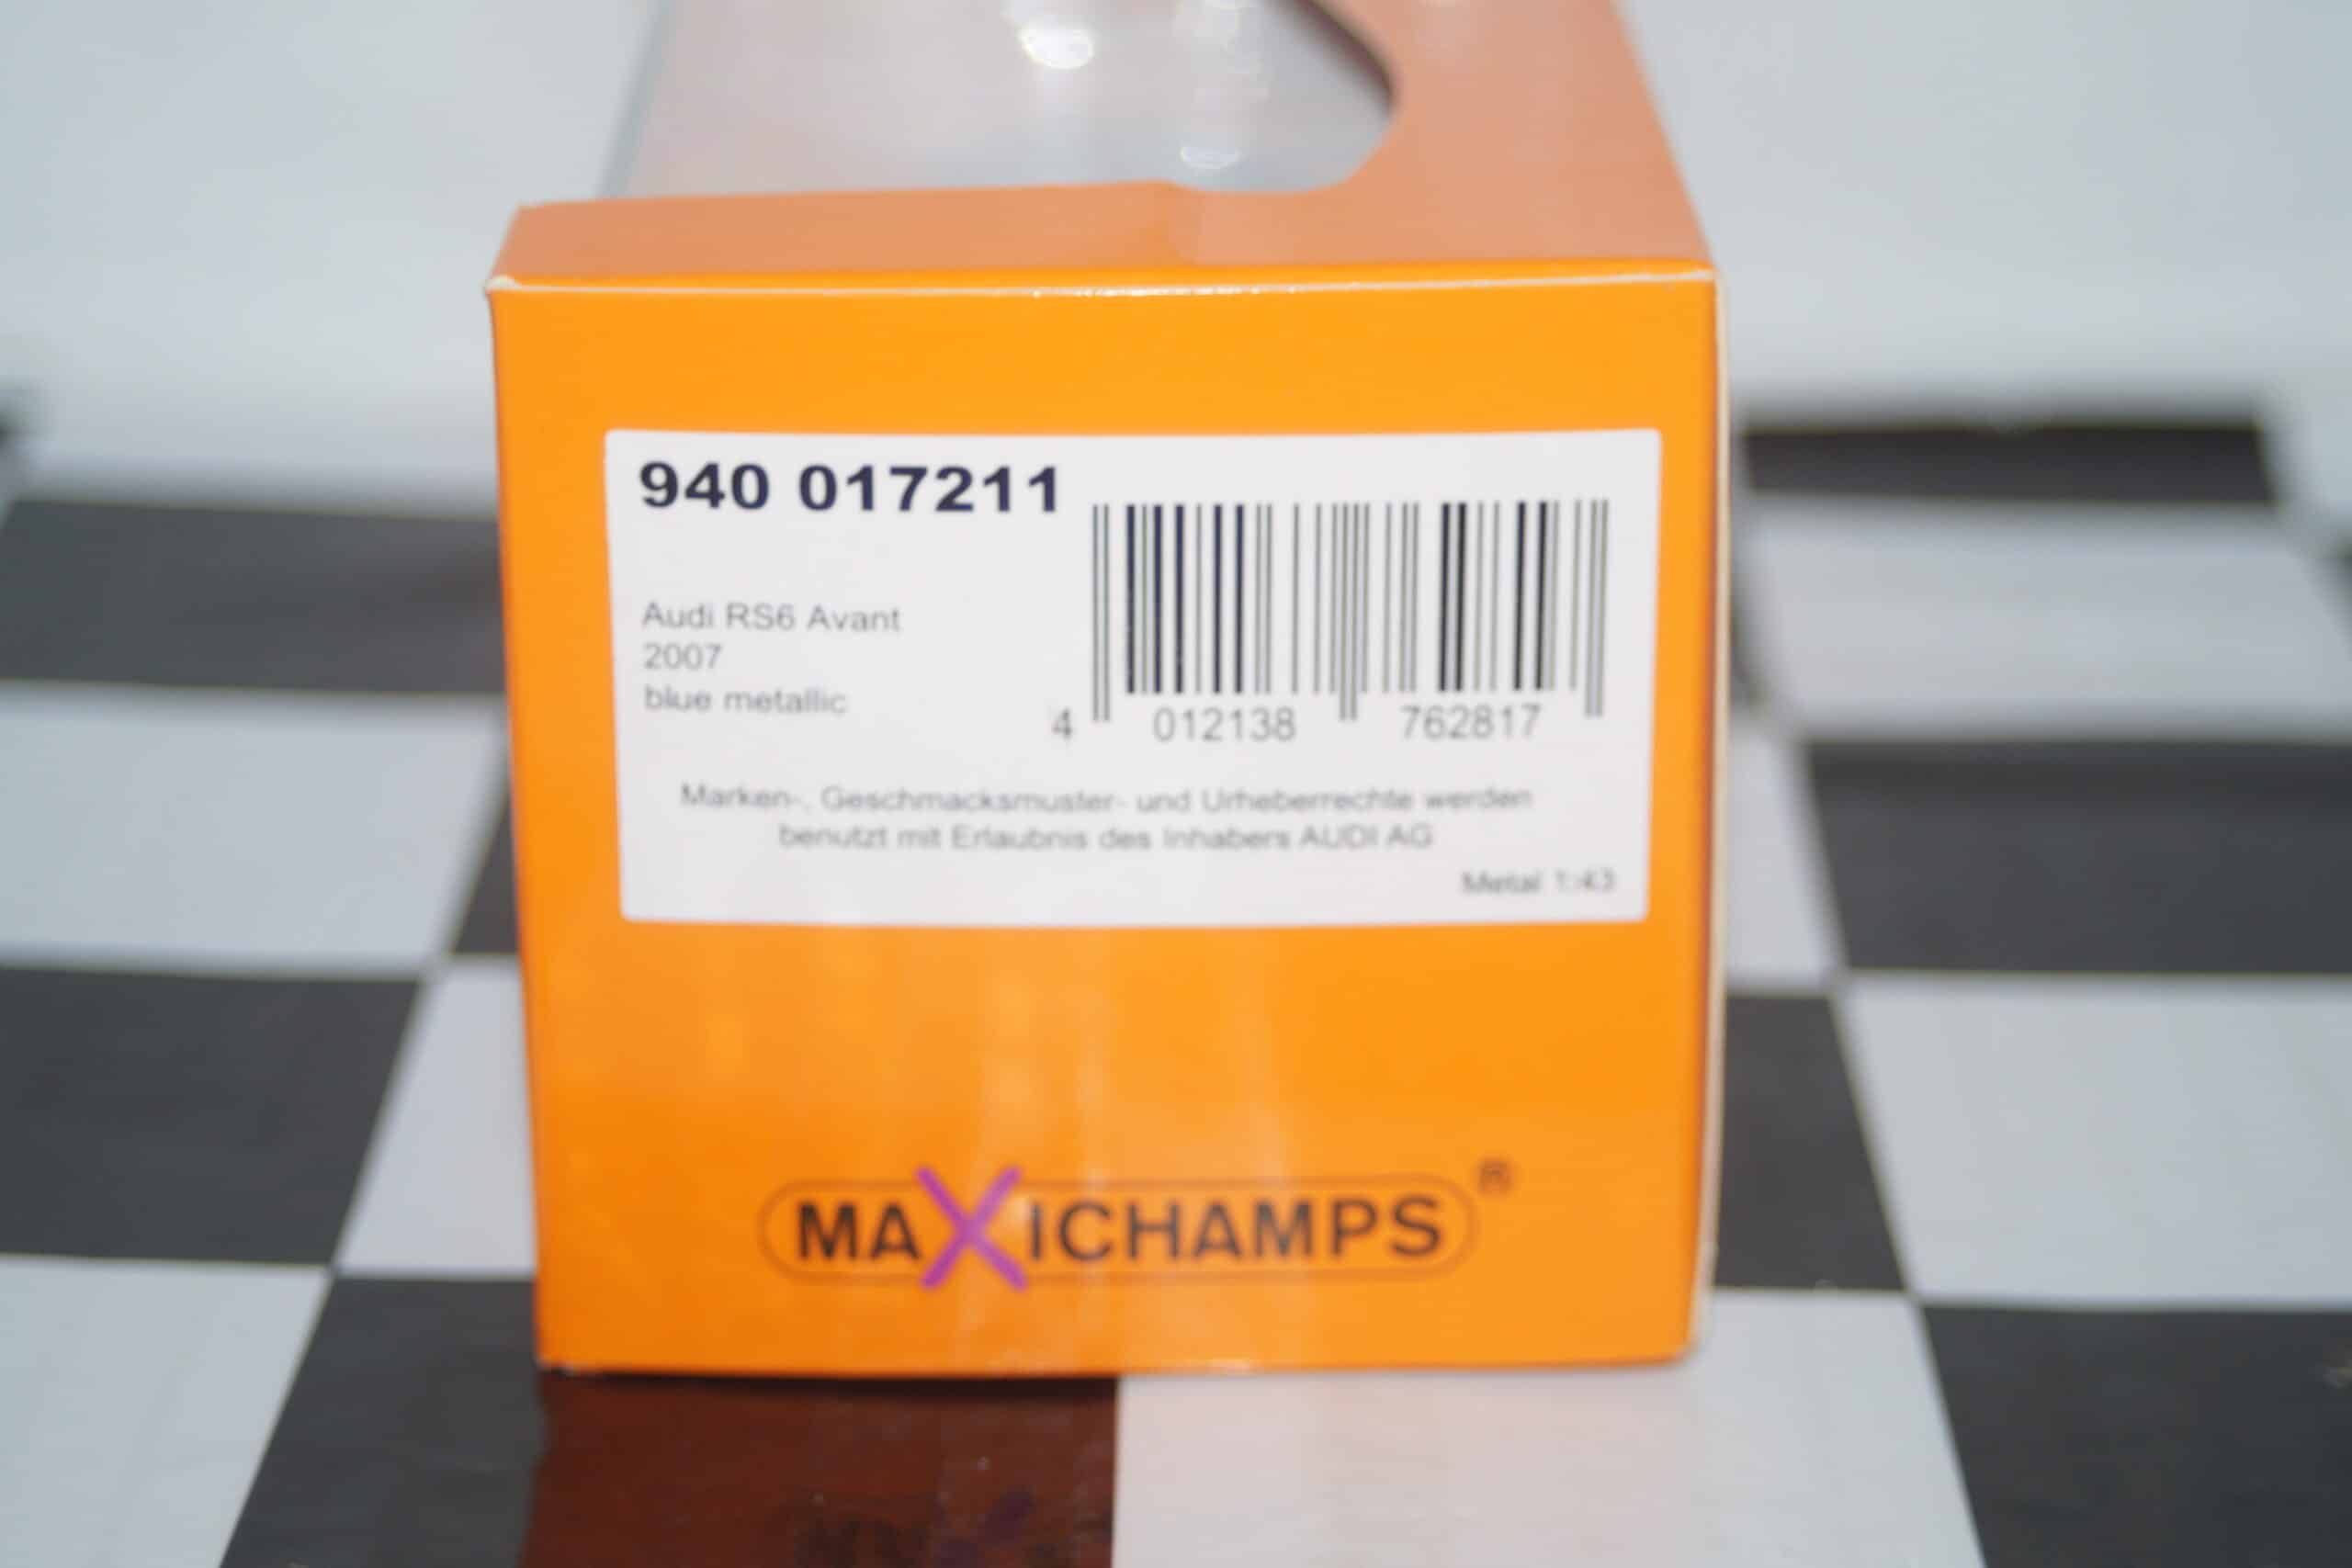 940 017211
Audi RS6 Avant
2007
blue metallic
4 012138 762817
Marken-, Geschmacksmuster- und Urheberrechte werden
benutzt mit Erlaubnis des Inhabers AUDI AG
Metal 1:43
MAXICHAMPS®